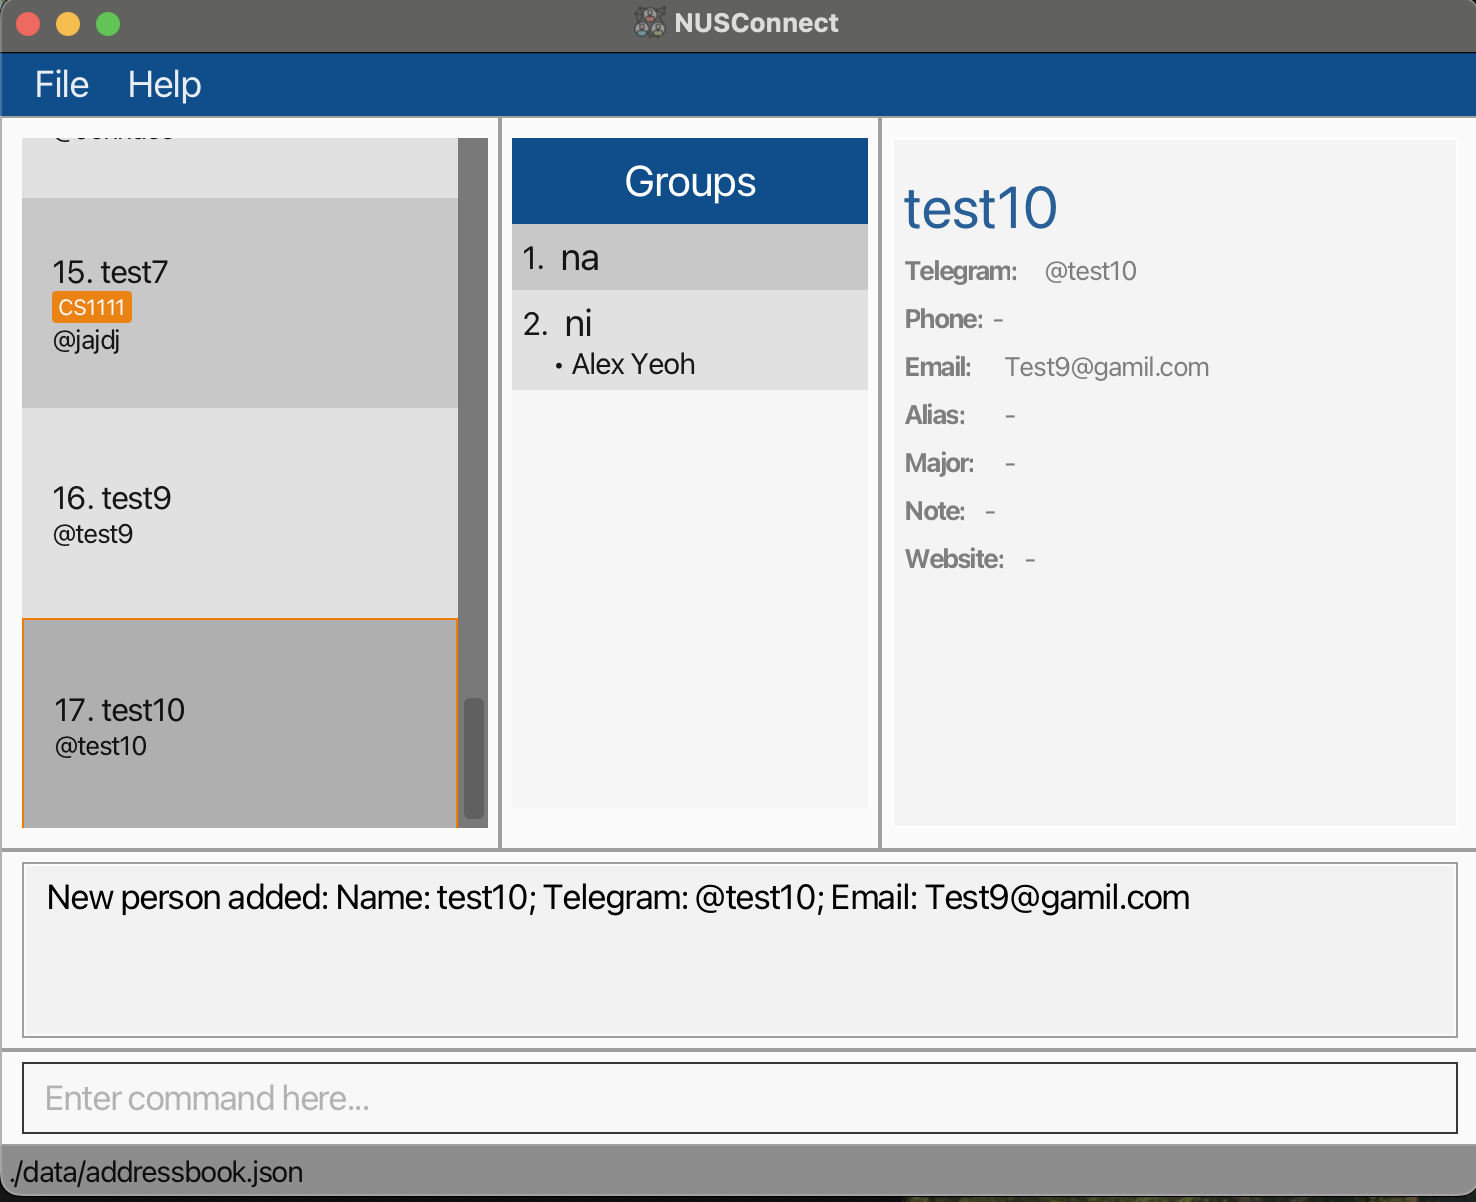 NUSConnect
File Help
15. test7
CS1111
@jajdj
16. test9
@test9
17. test10
@test10
Groups
1. na
2. ni
• Alex Yeoh
test10
Telegram: @test10
Phone: -
Email: Test9@gamil.com
Alias: -
Major: -
Note: -
Website: -
New person added: Name: test10; Telegram: @test10; Email: Test9@gamil.com
Enter command here...
./data/addressbook.json